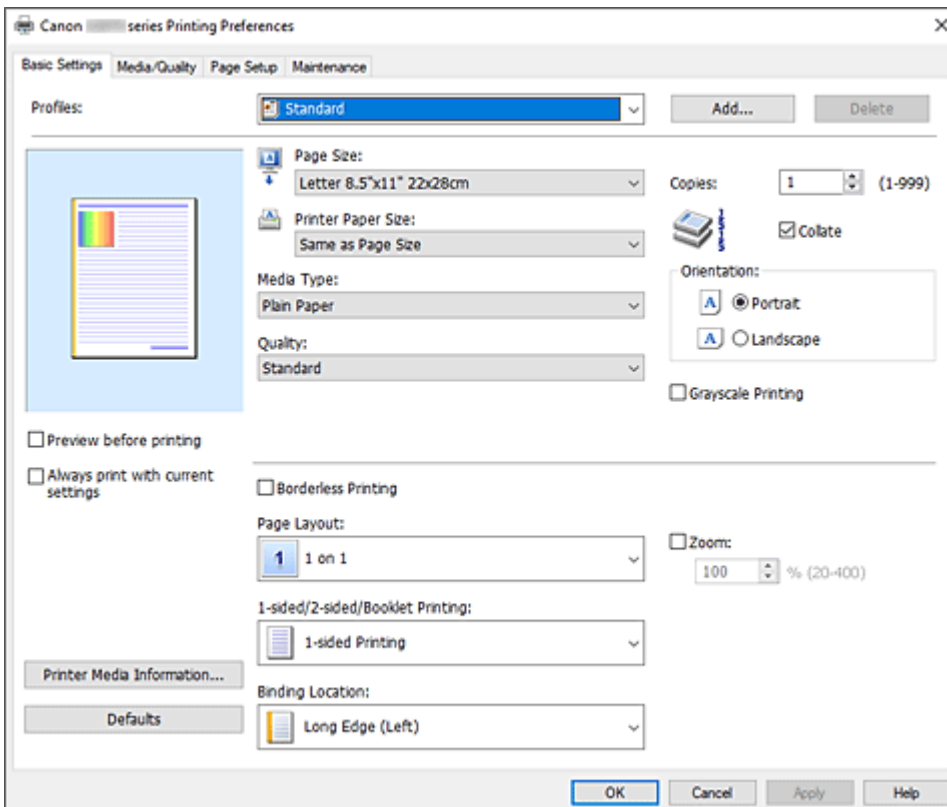 Canon series Printing Preferences
Basic Settings Media/Quality Page Setup Maintenance
Profiles: Standard Add... Delete
Page Size:
Letter 8.5"x11" 22x28cm
Copies: 1 (1-999)
Printer Paper Size:
Same as Page Size
Collate
Media Type:
Plain Paper
Orientation:
A Portrait
A Landscape
Quality:
Standard
Grayscale Printing
Preview before printing
Always print with current
settings
Borderless Printing
Page Layout:
1 1 on 1
Zoom:
100 % (20-400)
1-sided/2-sided/Booklet Printing:
1-sided Printing
Printer Media Information...
Defaults
Binding Location:
Long Edge (Left)
OK Cancel Apply Help